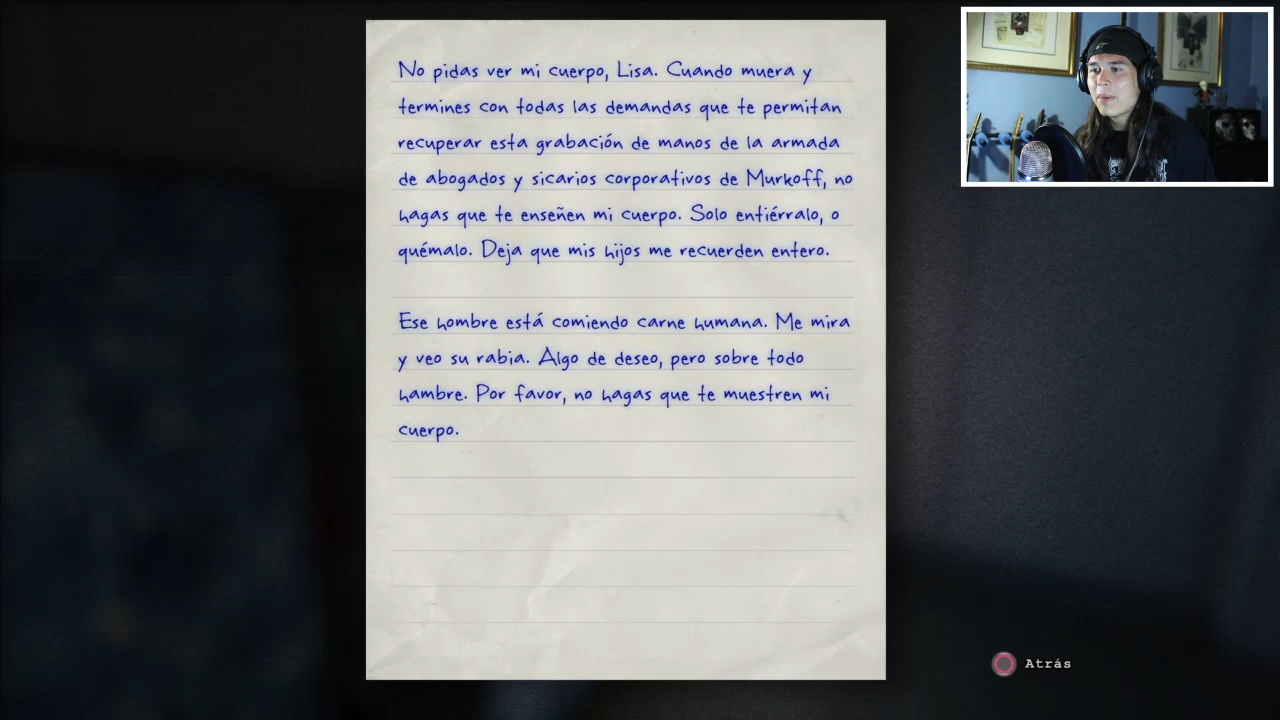 No pidas ver mi cuerpo, Lisa. Cuando muera y
termines con todas las demandas que te permitan
recuperar esta grabación de manos de la armada
de abogados y sicarios corporativos de Murkoff, no
hagas que te enseñen mi cuerpo. Solo entiérralo, o
quémalo. Deja que mis hijos me recuerden entero.
Ese hombre está comiendo carne humana. Me mira
y veo su rabia. Algo de deseo, pero sobre todo
hambre. Por favor, no hagas que te muestren mi
cuerpo.
Atrás